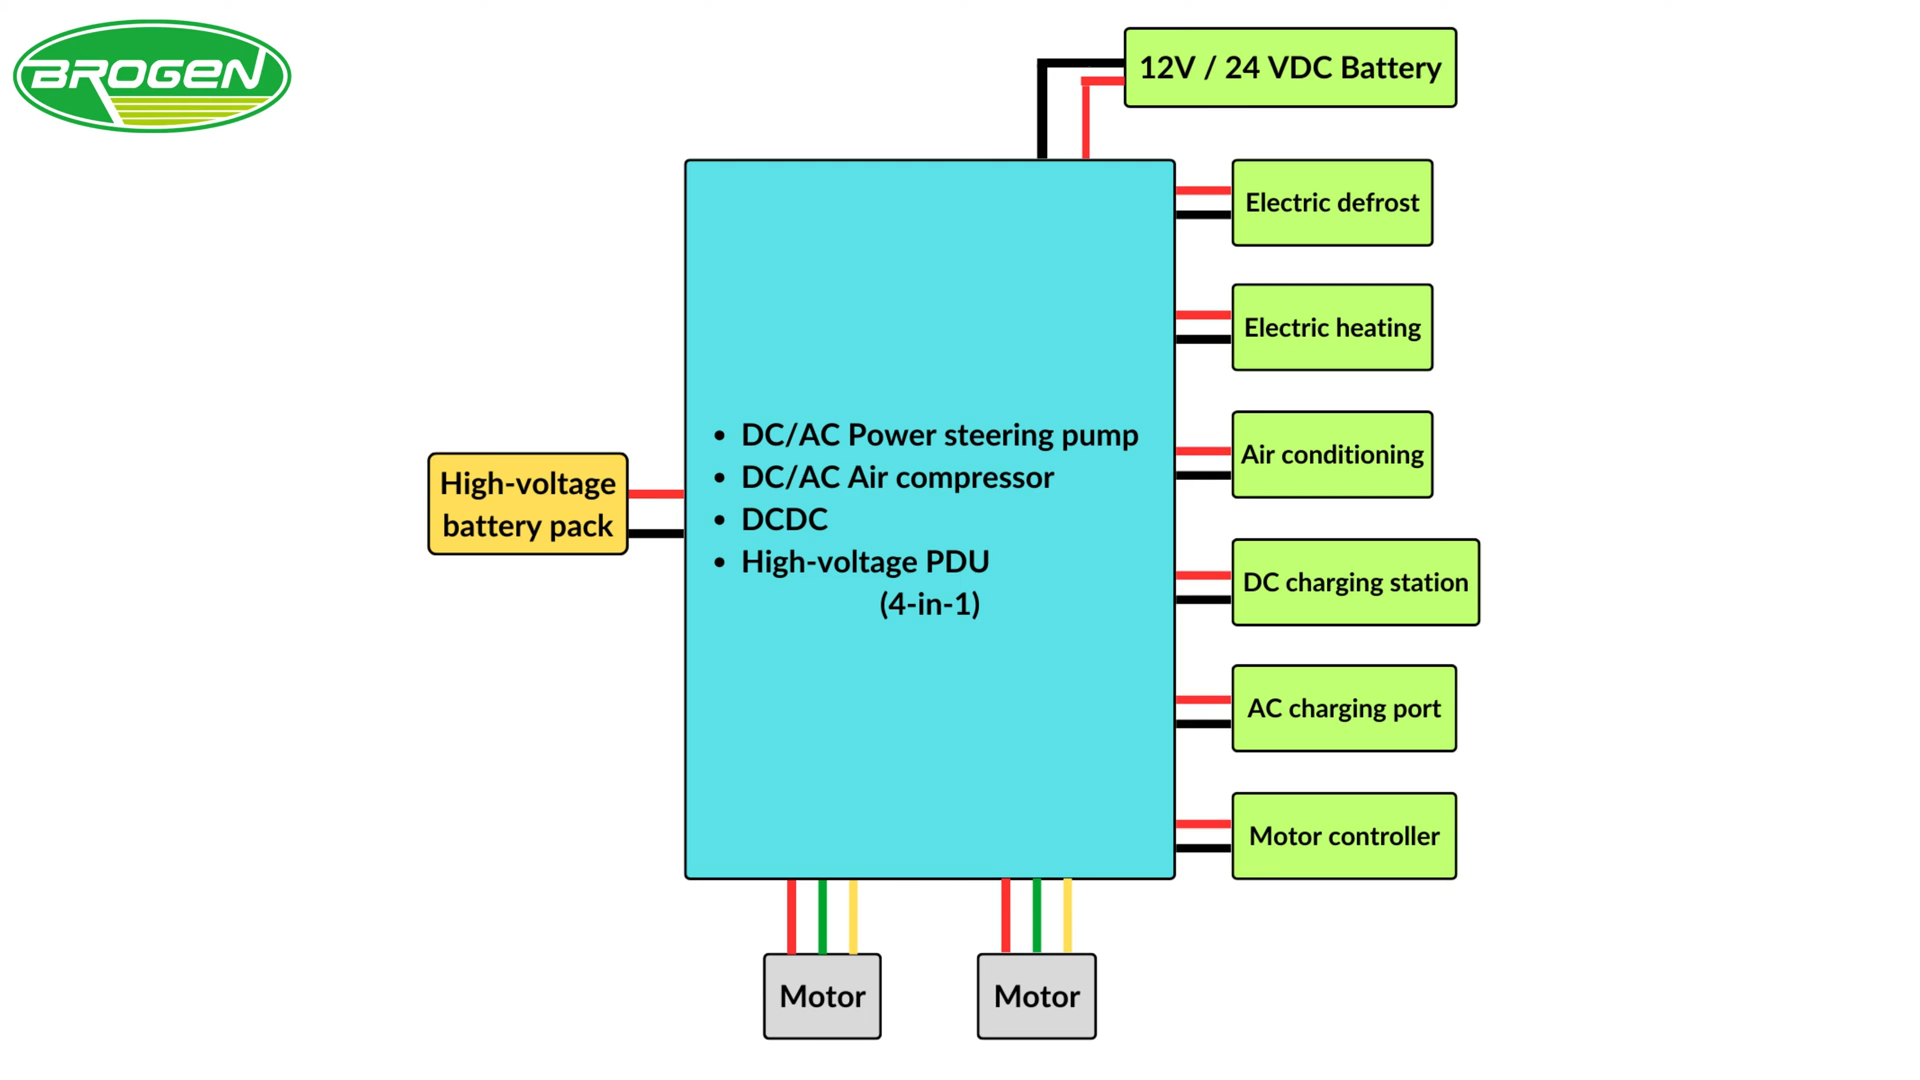 BROGEN
12V / 24 VDC Battery
Electric defrost
Electric heating
Air conditioning
High-voltage
battery pack
• DC/AC Power steering pump
• DC/AC Air compressor
• DCDC
• High-voltage PDU
(4-in-1)
DC charging station
AC charging port
Motor controller
Motor
Motor